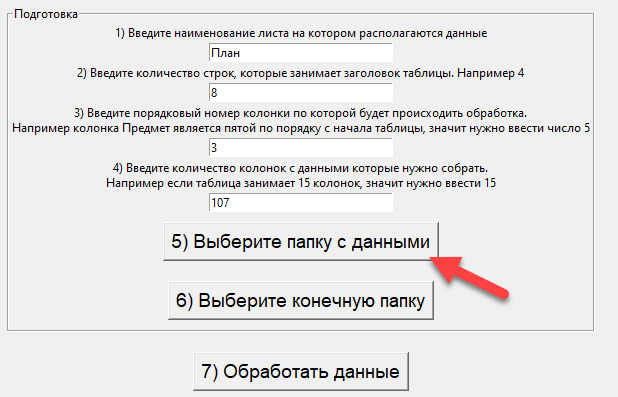 Подготовка
1) Введите наименование листа на котором располагаются данные
План
2) Введите количество строк, которые занимает заголовок таблицы. Например 4
8
3) Введите порядковый номер колонки по которой будет происходить обработка.
Например колонка Предмет является пятой по порядку с начала таблицы, значит нужно ввести число 5
3
4) Введите количество колонок с данными которые нужно собрать.
Например если таблица занимает 15 колонок, значит нужно ввести 15
107
5) Выберите папку с данными
6) Выберите конечную папку
7) Обработать данные